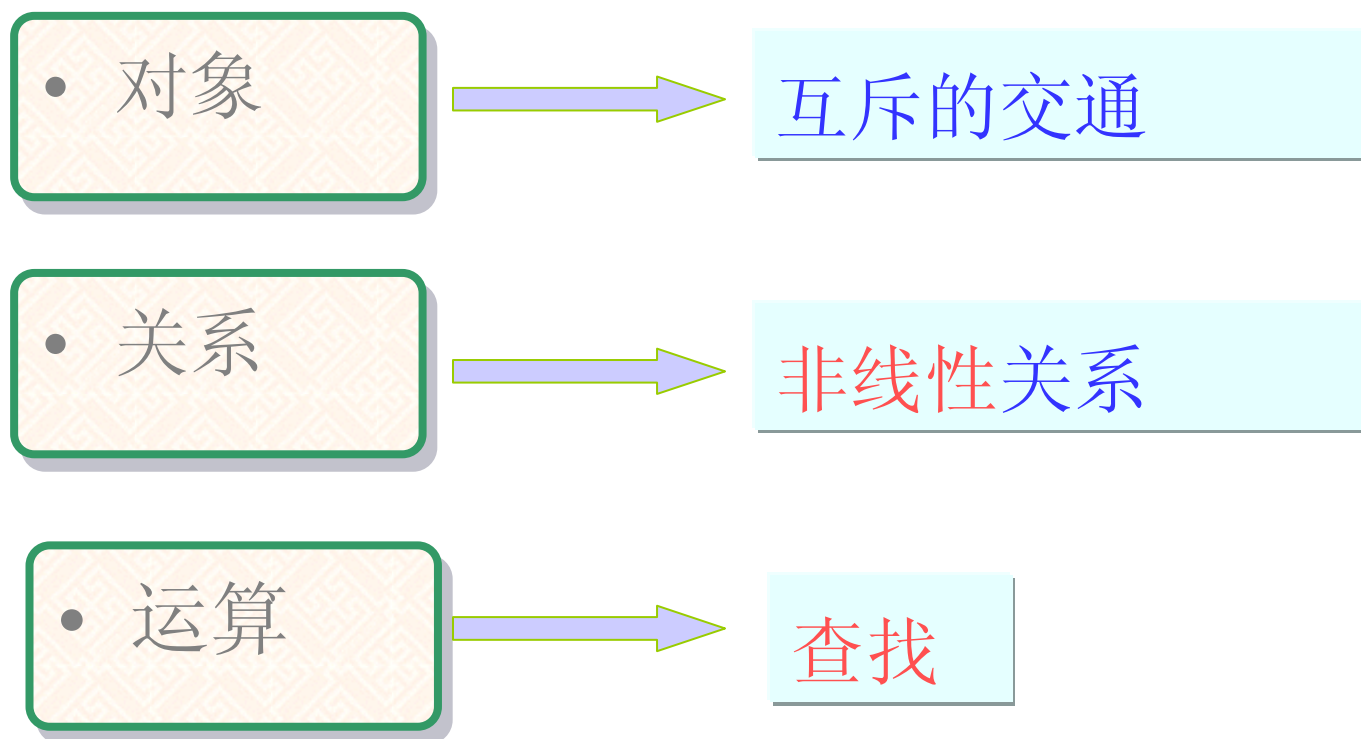 • 对象
互斥的交通
• 关系
非线性关系
• 运算
查找